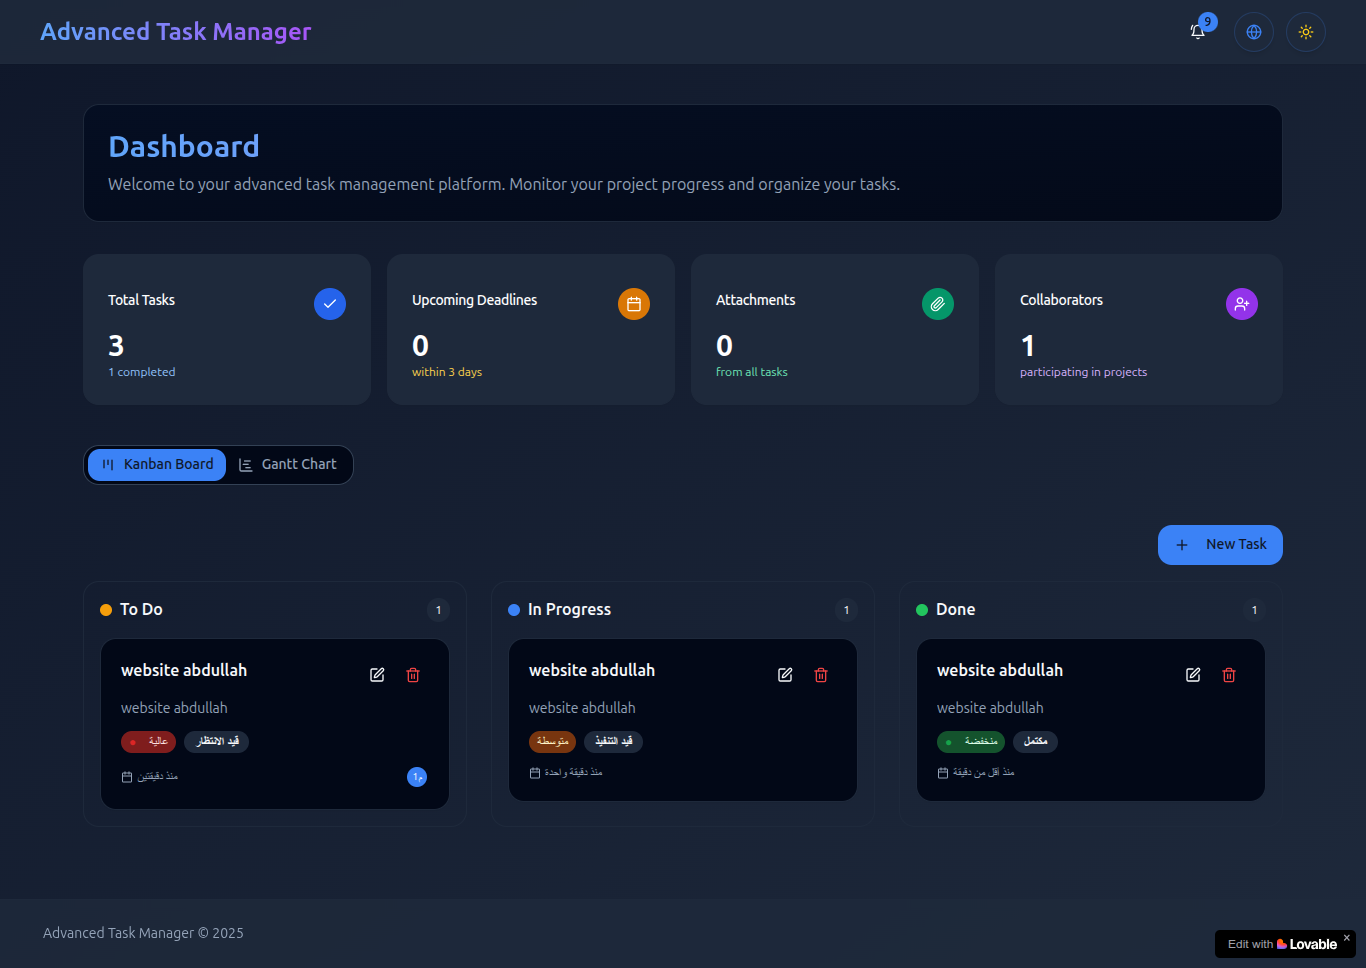 Advanced Task Manager
9
Dashboard
Welcome to your advanced task management platform. Monitor your project progress and organize your tasks.
Total Tasks
3
1 completed
Upcoming Deadlines
0
within 3 days
Attachments
0
from all tasks
Collaborators
1
participating in projects
Kanban Board
Gantt Chart
New Task
To Do
1
website abdullah
website abdullah
عالية
قيد الانتظار
منذ دقيقتين
م1
In Progress
1
website abdullah
website abdullah
متوسطة
قيد التنفيذ
منذ دقيقة واحدة
Done
1
website abdullah
website abdullah
منخفضة
مكتمل
منذ أقل من دقيقة
Advanced Task Manager © 2025
Edit with Lovable